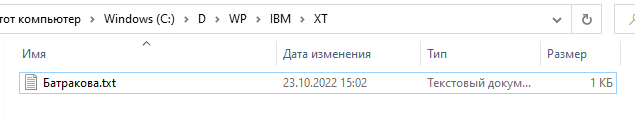 тот компьютер > Windows (C:) > D > WP > IBM > XT
Имя Дата изменения Тип Размер
Батракова.txt 23.10.2022 15:02 Текстовый докум... 1 КБ